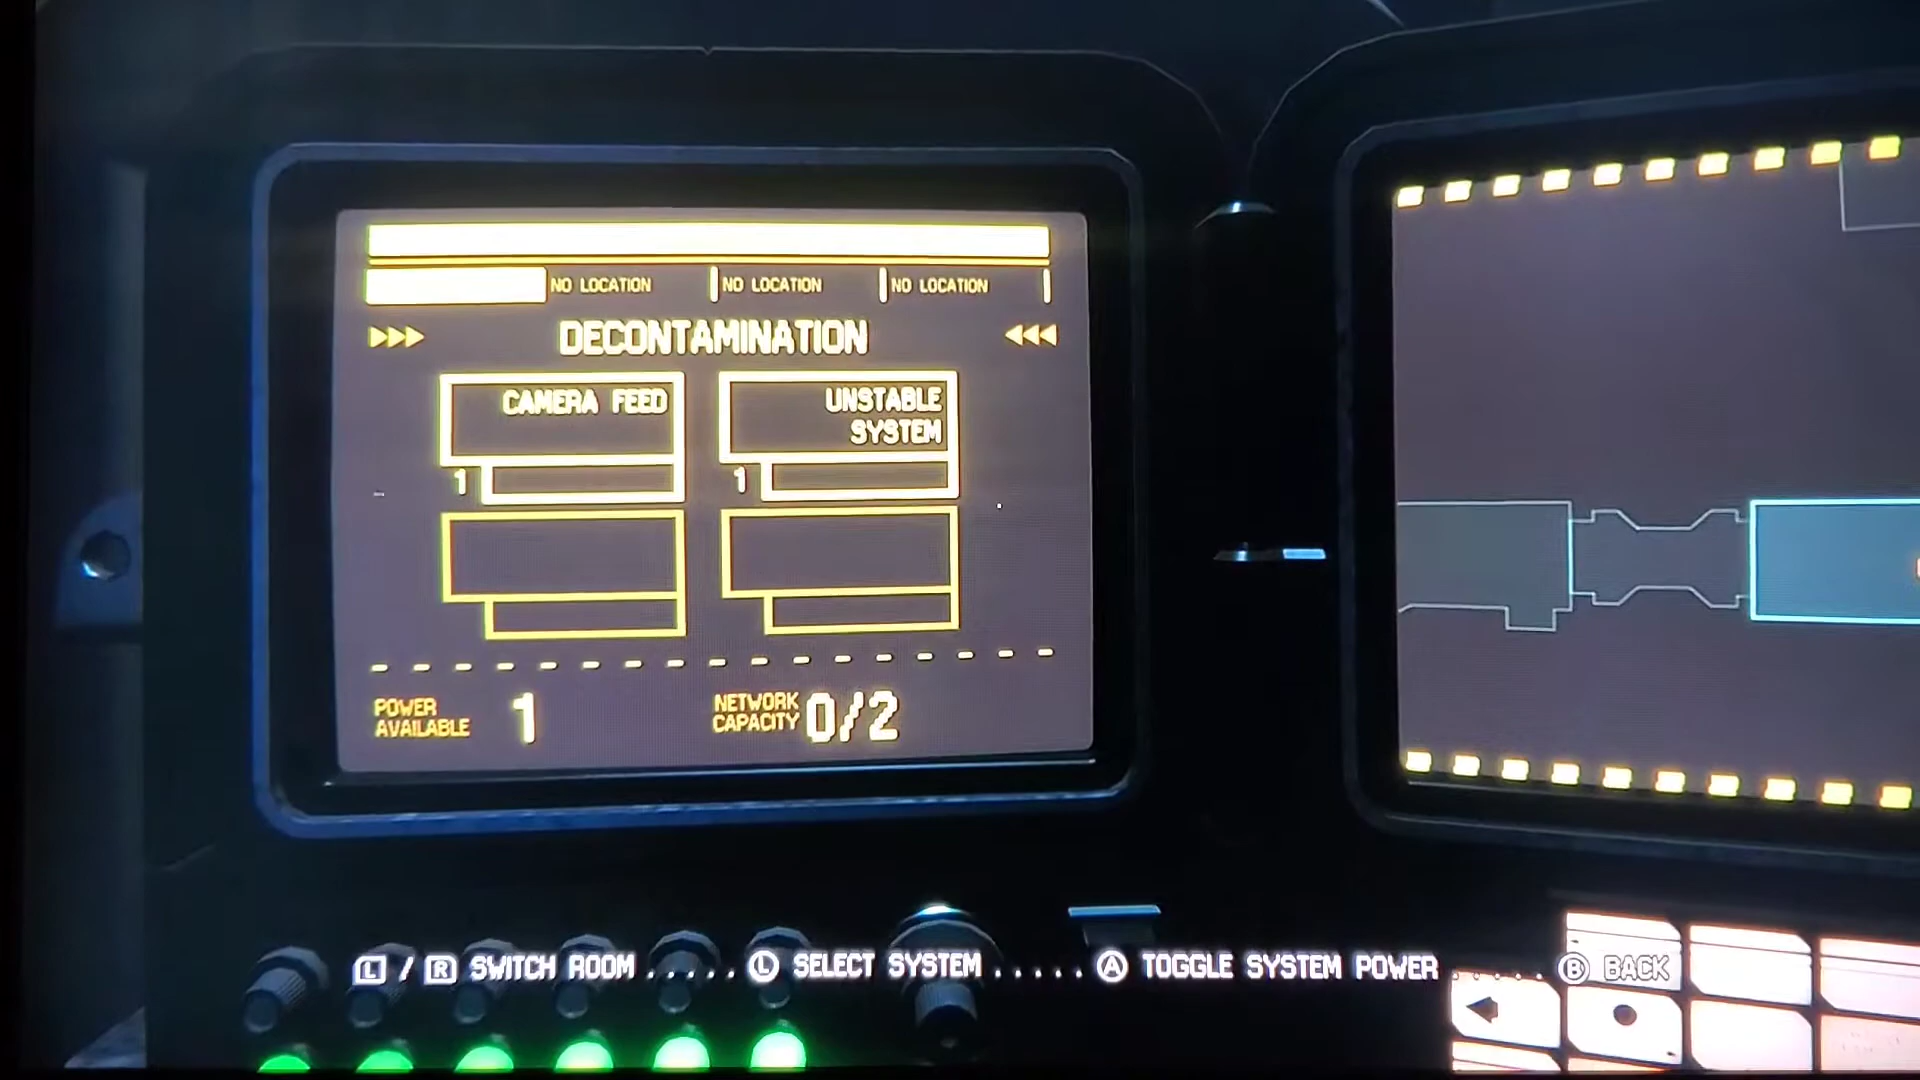 NO LOCATION NO LOCATION NO LOCATION
DECONTAMINATION
CAMERA FEED
1
UNSTABLE
SYSTEM
1
POWER
AVAILABLE 1
NETWORK
CAPACITY 0/2
L / R SWITCH ROOM ..... L SELECT SYSTEM ..... A TOGGLE SYSTEM POWER ..... B BACK